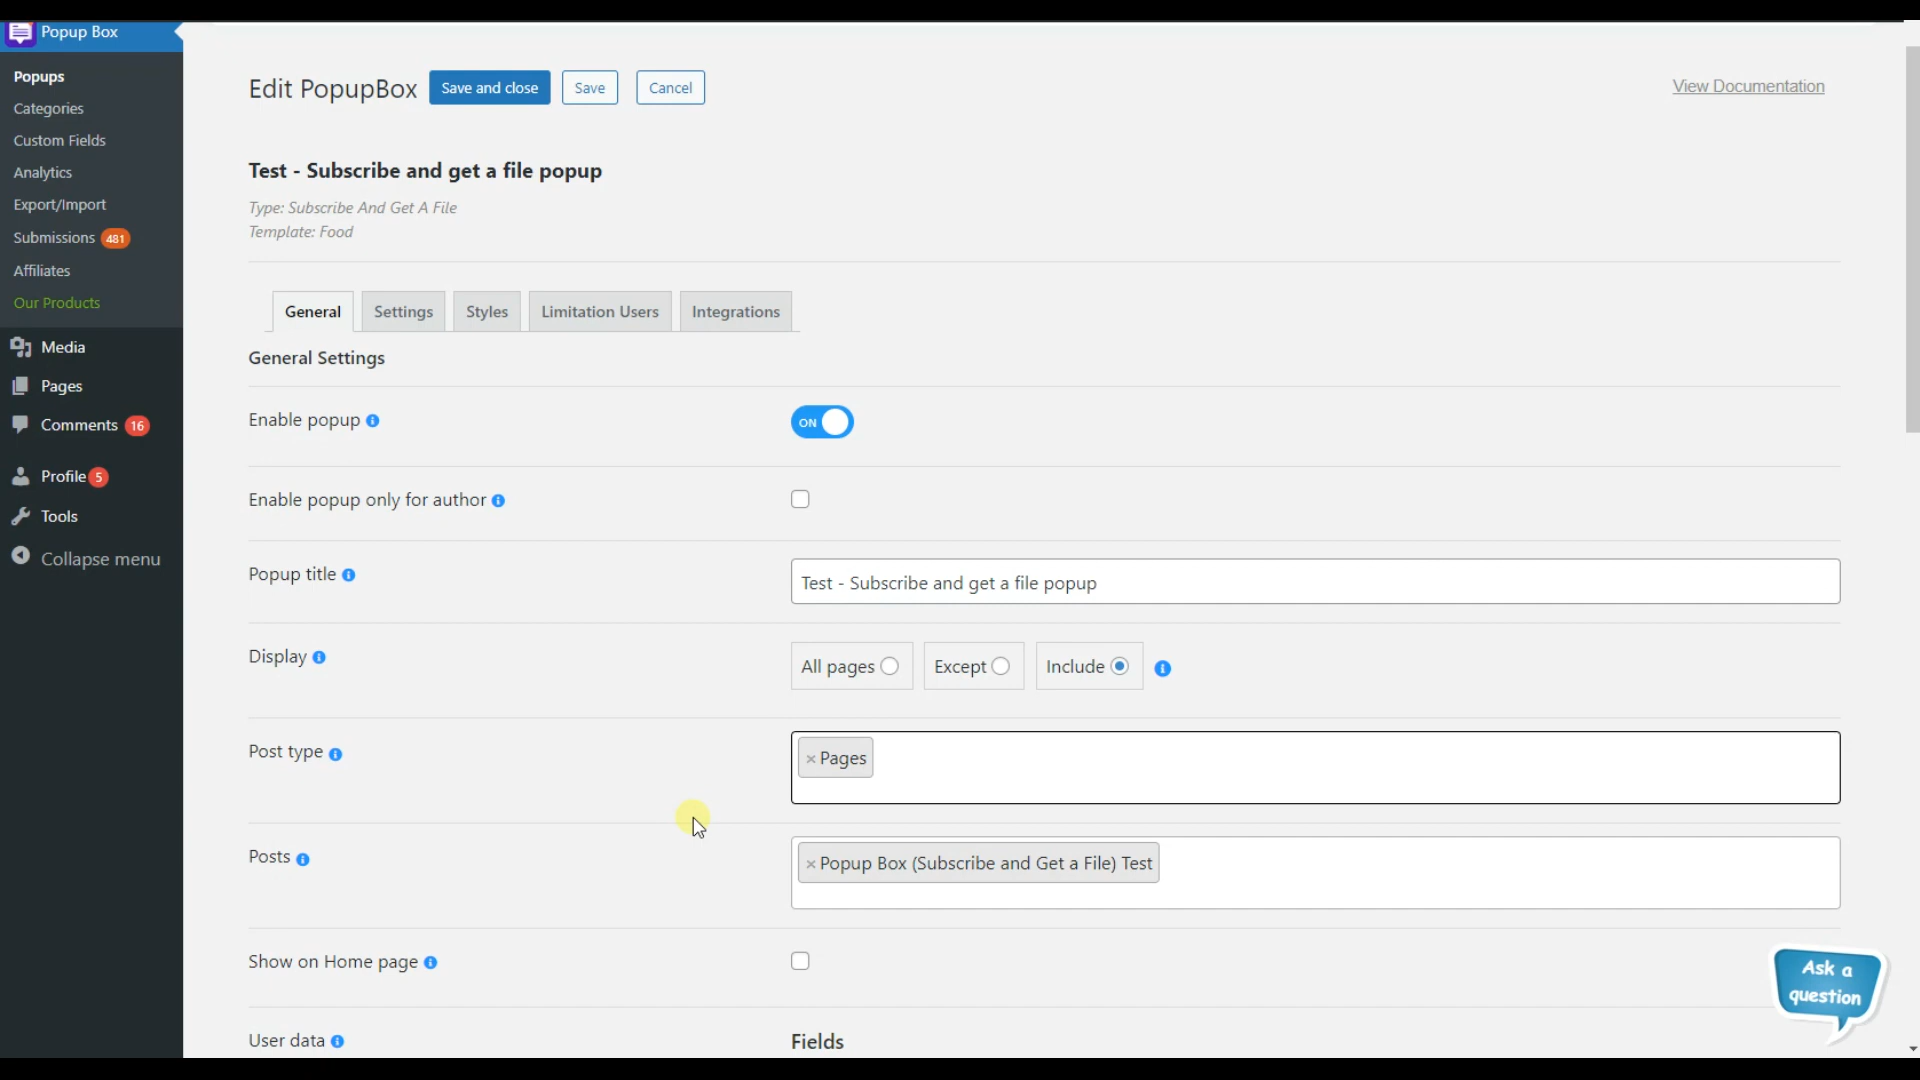 Popup Box
Popups
Categories
Custom Fields
Analytics
Export/Import
Submissions 481
Affiliates
Our Products
Media
Pages
Comments 16
Profile 5
Tools
Collapse menu
Edit PopupBox Save and close Save Cancel
View Documentation
Test - Subscribe and get a file popup
Type: Subscribe And Get A File
Template: Food
General Settings Styles Limitation Users Integrations
General Settings
Enable popup ON
Enable popup only for author
Popup title Test - Subscribe and get a file popup
Display All pages Except Include
Post type × Pages
Posts × Popup Box (Subscribe and Get a File) Test
Show on Home page
User data Fields
Ask a
question